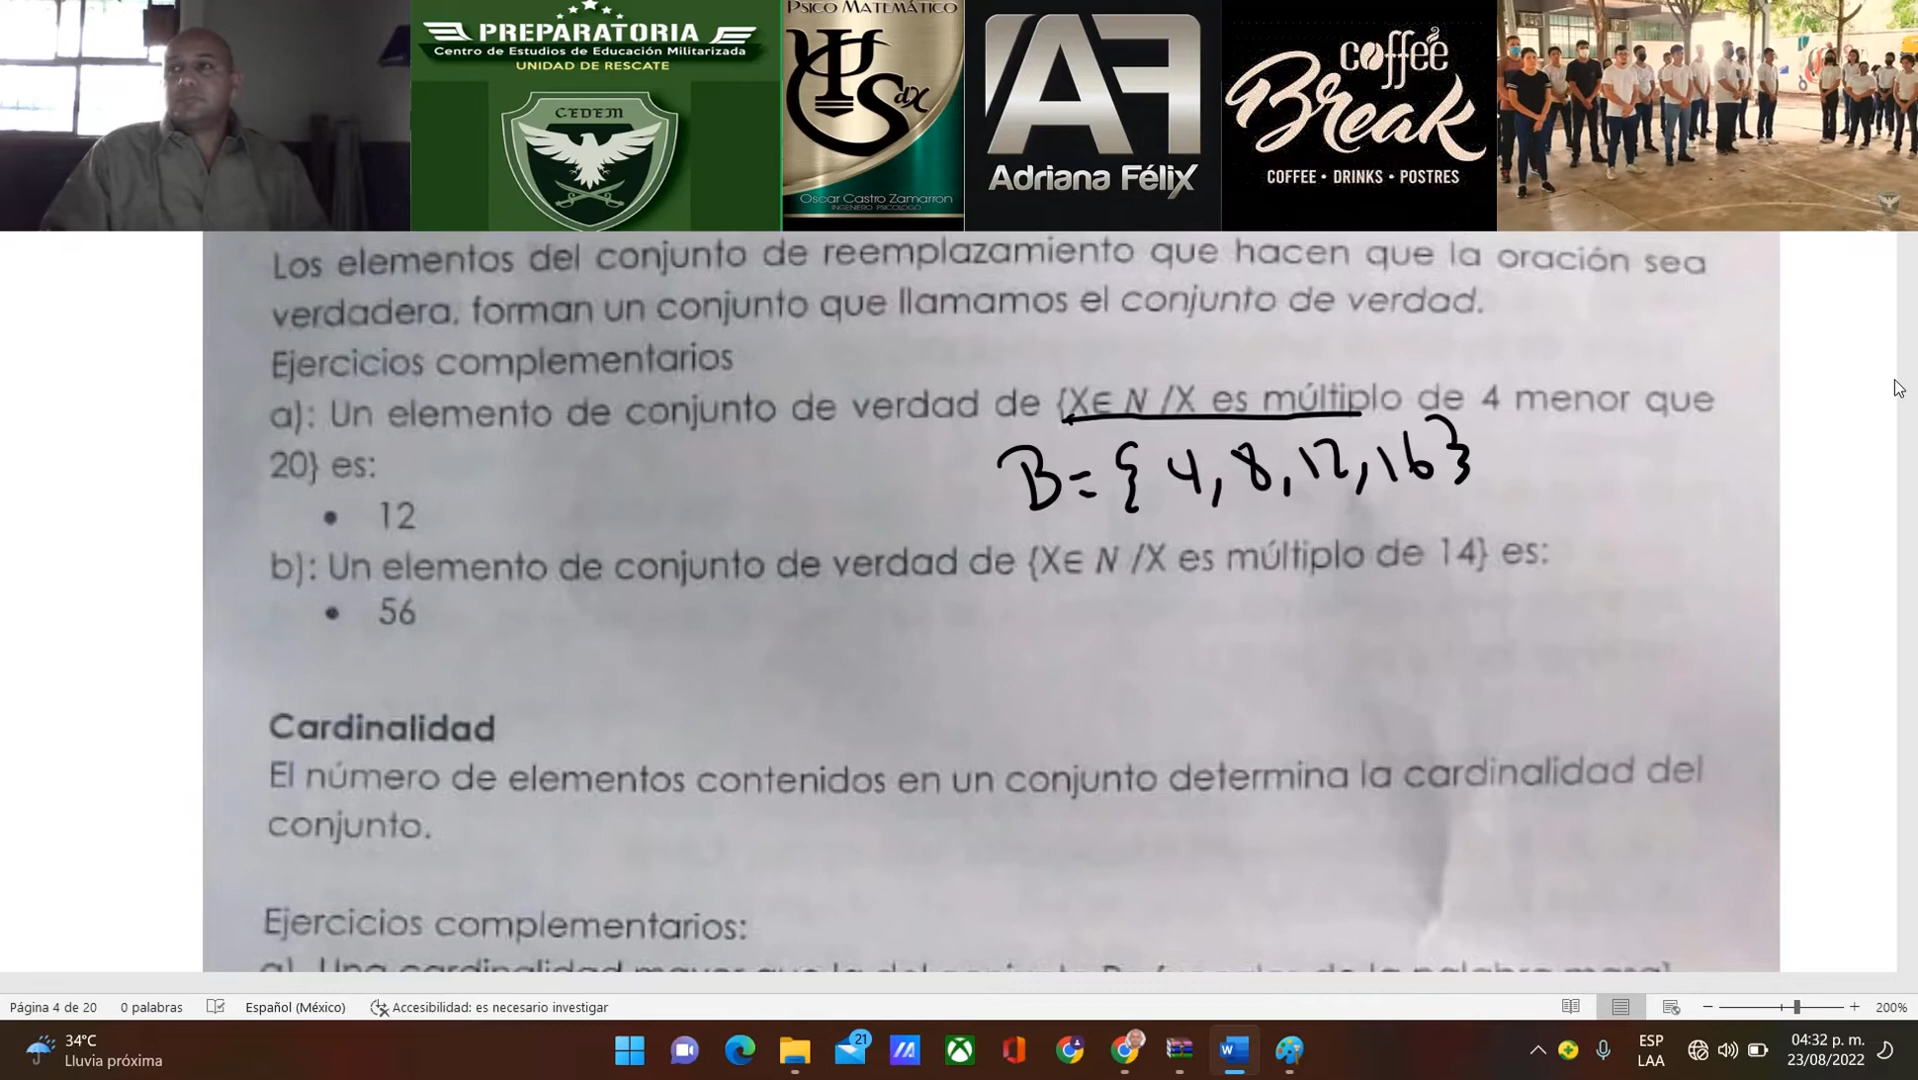 PREPARATORIA
Centro de Estudios de Educación Militarizada
UNIDAD DE RESCATE
CEDEM
PSICO MATEMÁTICO
Oscar Castro Zamarron
INGENIERO PSICOLOGO
AF
Adriana Félix
coffee
Break
COFFEE • DRINKS • POSTRES
Los elementos del conjunto de reemplazamiento que hacen que la oración sea
verdadera, forman un conjunto que llamamos el conjunto de verdad.
Ejercicios complementarios
a): Un elemento de conjunto de verdad de {X∈ N /X es múltiplo de 4 menor que
20} es:
B = { 4, 8, 12, 16 }
• 12
b): Un elemento de conjunto de verdad de {X∈ N /X es múltiplo de 14} es:
• 56
Cardinalidad
El número de elementos contenidos en un conjunto determina la cardinalidad del
conjunto.
Ejercicios complementarios:
Página 4 de 20
0 palabras
Español (México)
Accesibilidad: es necesario investigar
200%
34°C
Lluvia próxima
21
ESP
LAA
04:32 p. m.
23/08/2022